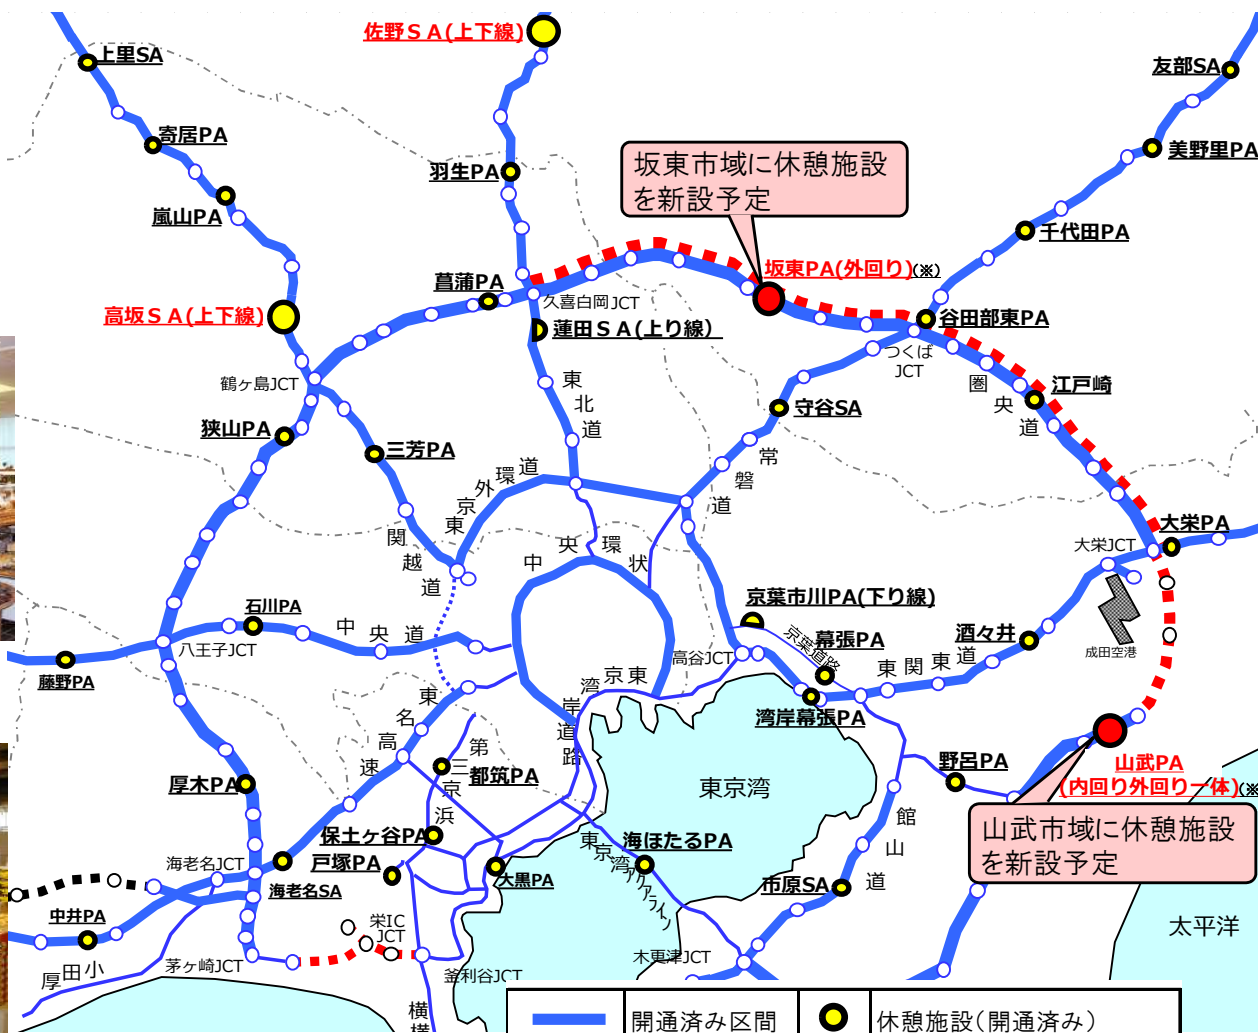 佐野ＳＡ(上下線)
上里SA
友部SA
寄居PA
羽生PA
坂東市域に休憩施設
を新設予定
美野里PA
嵐山PA
千代田PA
坂東PA(外回り)(※)
菖蒲PA
久喜白岡JCT
高坂ＳＡ(上下線)
蓮田ＳＡ(上り線）
谷田部東PA
つくば
JCT
鶴ヶ島JCT
東北道
圏央道
江戸崎
狭山PA
守谷SA
三芳PA
常磐道
東京外環道
関越道
大栄PA
大栄JCT
中央環状
石川PA
京葉市川PA(下り線)
幕張PA
京葉道路
酒々井
成田空港
中央道
八王子JCT
高谷JCT
東関東道
藤野PA
東京湾岸道路
湾岸幕張PA
東名高速
第三京浜
都筑PA
東京湾
野呂PA
山武PA
(内回り外回り一体)(※
厚木PA
山武市域に休憩施設
を新設予定
館山道
保土ヶ谷PA
戸塚PA
海ほたるPA
東京湾アクアライン
海老名JCT
大黒PA
市原SA
海老名SA
中井PA
栄IC
JCT
太平洋
茅ヶ崎JCT
釜利谷JCT
木更津JCT
小田厚
横横
開通済み区間
休憩施設(開通済み)